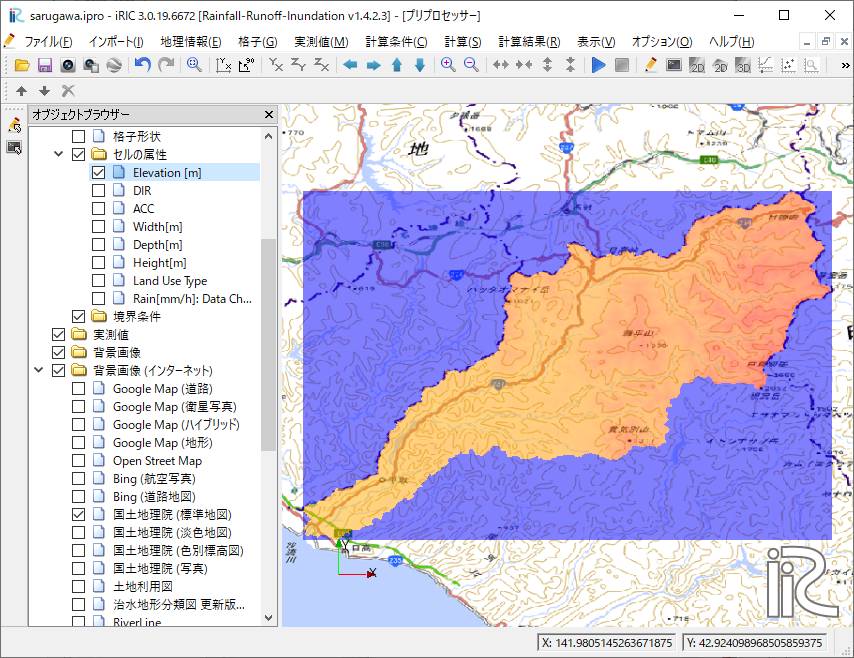 sarugawa.ipro - iRIC 3.0.19.6672 [Rainfall-Runoff-Inundation v1.4.2.3] - [プリプロセッサー]
ファイル(F) インポート(I) 地理情報(E) 格子(G) 実測値(M) 計算条件(C) 計算(S) 計算結果(R) 表示(V) オプション(O) ヘルプ(H)
オブジェクトブラウザー
格子形状
セルの属性
Elevation [m]
DIR
ACC
Width[m]
Depth[m]
Height[m]
Land Use Type
Rain[mm/h]: Data Ch...
境界条件
実測値
背景画像
背景画像 (インターネット)
Google Map (道路)
Google Map (衛星写真)
Google Map (ハイブリッド)
Google Map (地形)
Open Street Map
Bing (航空写真)
Bing (道路地図)
国土地理院 (標準地図)
国土地理院 (淡色地図)
国土地理院 (色別標高図)
国土地理院 (写真)
土地利用図
治水地形分類図 更新版...
RiverLine
地
ハッタオマナイ岳
平取
日高
Y
X
iRIC
X: 141.9805145263671875
Y: 42.924098968505859375